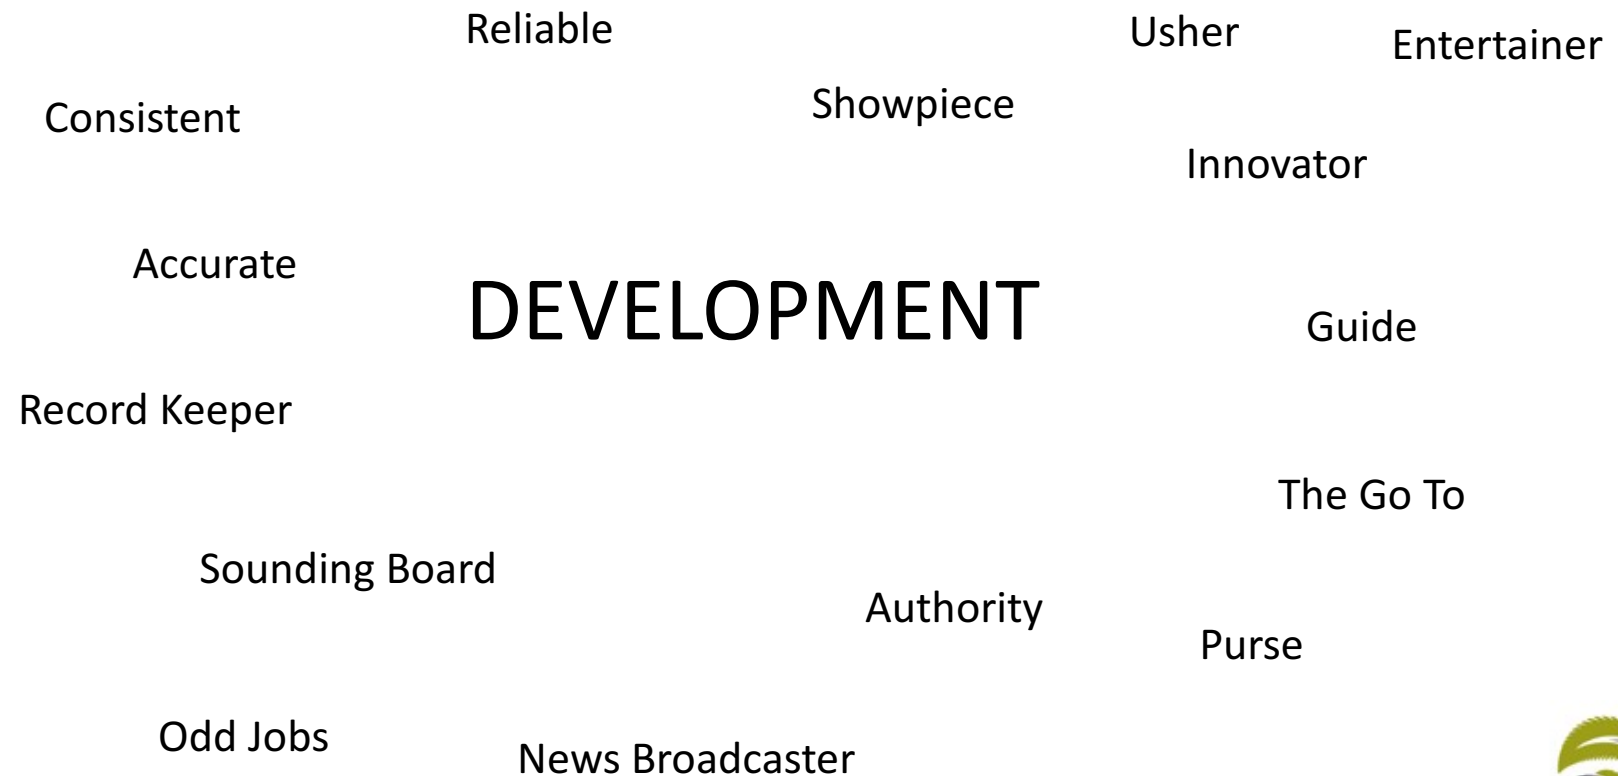 Reliable
Usher
Entertainer
Consistent
Showpiece
Innovator
Accurate
DEVELOPMENT
Guide
Record Keeper
The Go To
Sounding Board
Authority
Purse
Odd Jobs
News Broadcaster